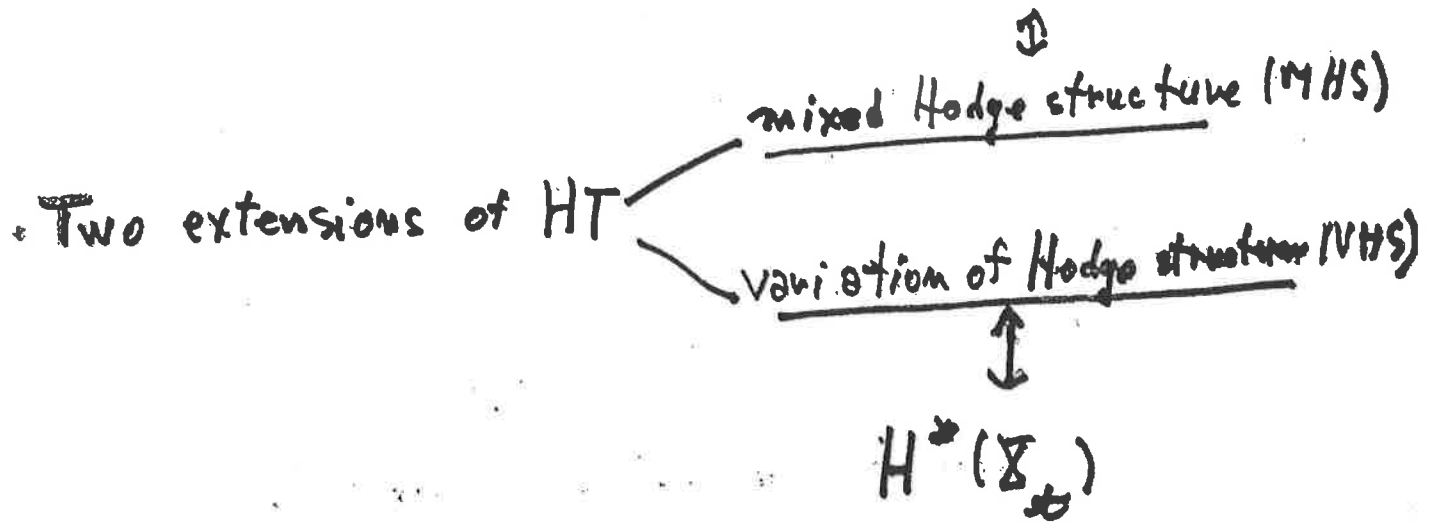 ↕
mixed Hodge structure (MHS)
. Two extensions of HT
variation of Hodge structure (VHS)
↕
H*(X_t)